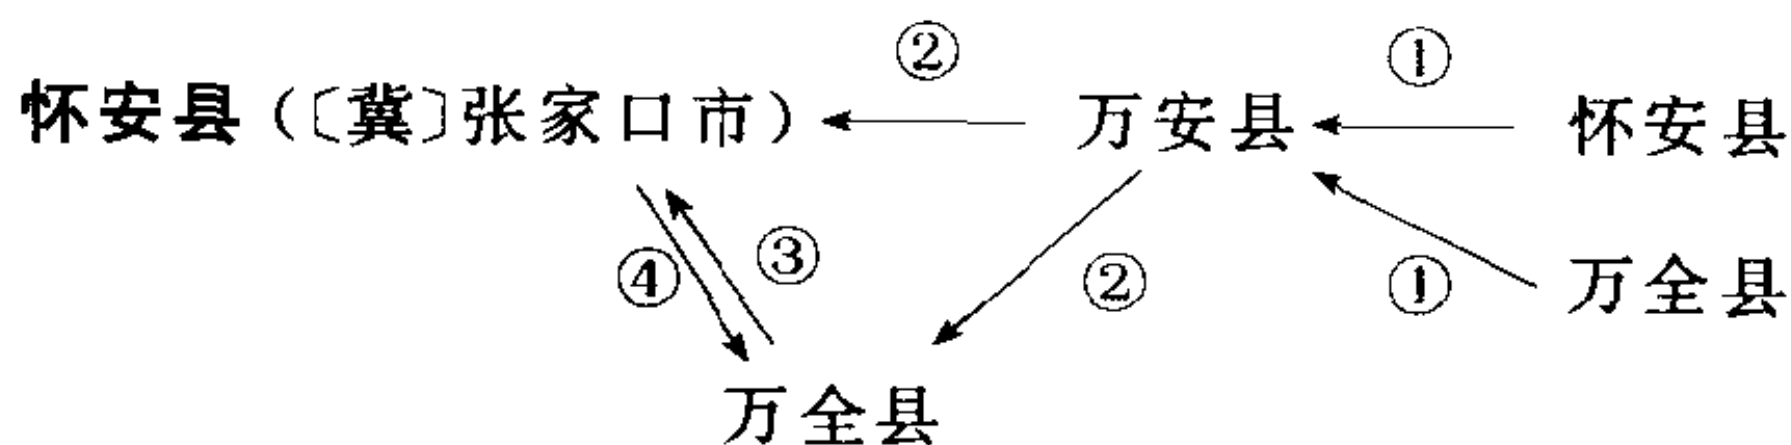 ② ①
怀安县（〔冀〕张家口市） 万安县 怀安县
④ ③ ② ① 万全县
万全县